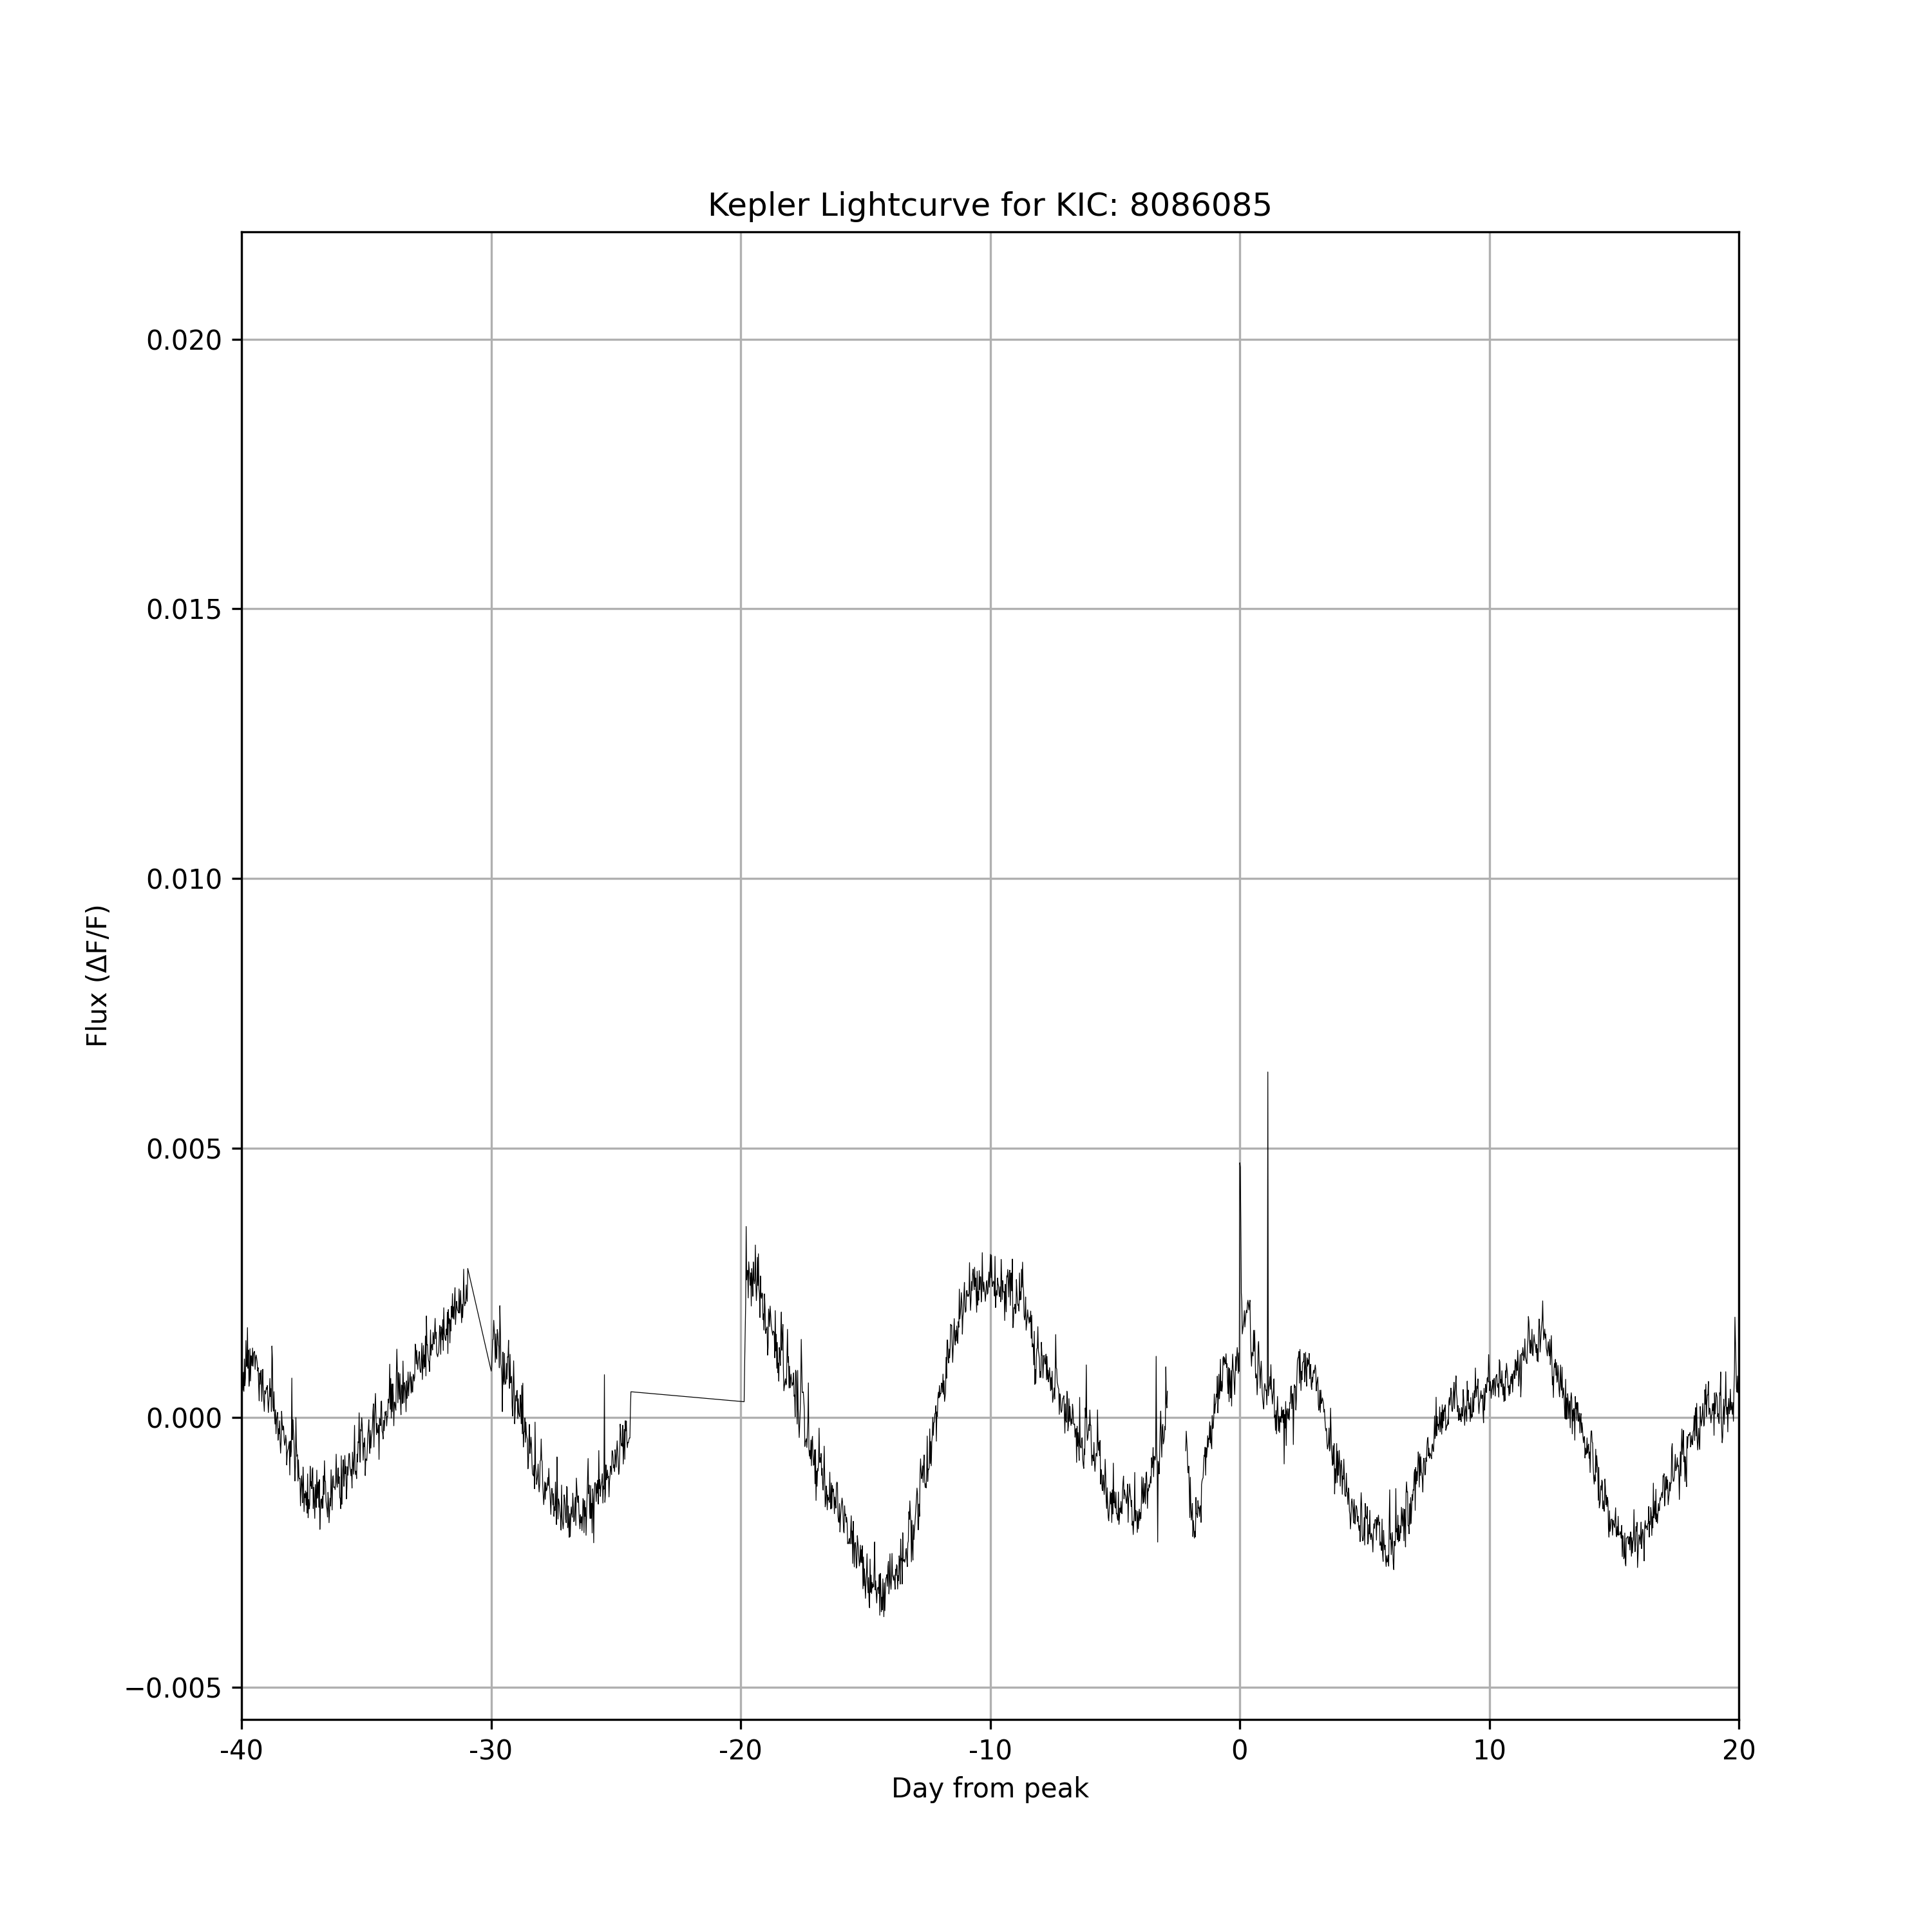 Kepler Lightcurve for KIC: 8086085
0.020
0.015
0.010
0.005
0.000
−0.005
Flux (ΔF/F)
-40 -30 -20 -10 0 10 20
Day from peak